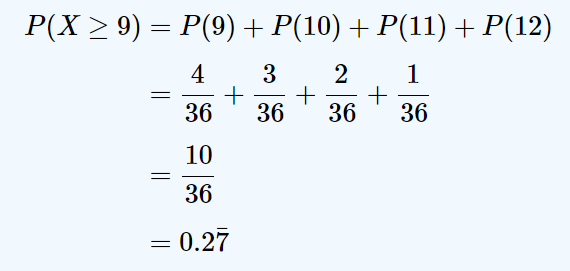 P(X ≥ 9) = P(9) + P(10) + P(11) + P(12)
= 4/36 + 3/36 + 2/36 + 1/36
= 10/36
= 0.27̄